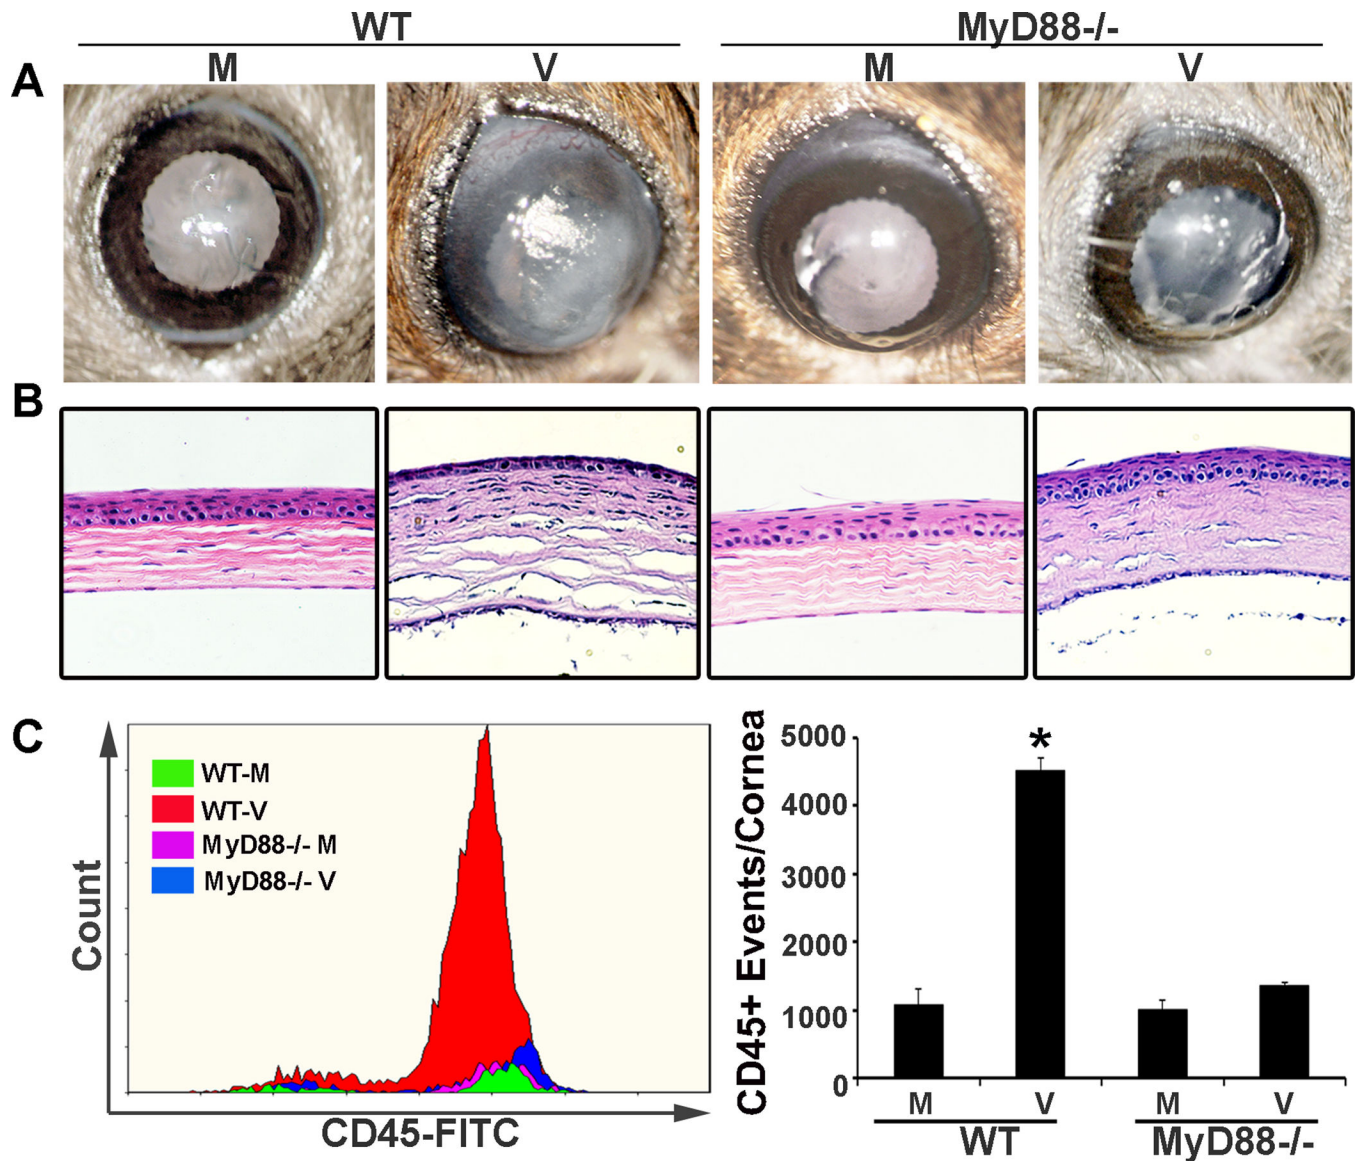 WT
MyD88-/-
M
V
M
V
A
B
C
WT-M
WT-V
MyD88-/- M
MyD88-/- V
Count
CD45-FITC
CD45+ Events/Cornea
5000
4000
3000
2000
1000
0
*
M
V
M
V
WT
MyD88-/-